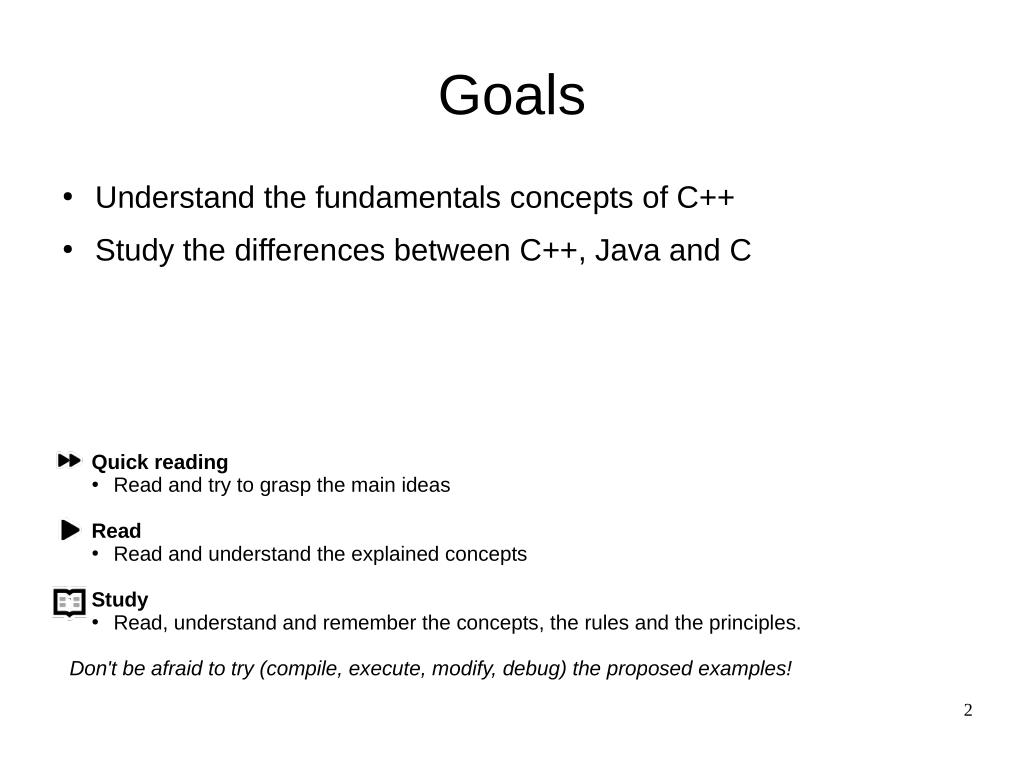 Goals
• Understand the fundamentals concepts of C++
• Study the differences between C++, Java and C
Quick reading
• Read and try to grasp the main ideas
Read
• Read and understand the explained concepts
Study
• Read, understand and remember the concepts, the rules and the principles.
Don't be afraid to try (compile, execute, modify, debug) the proposed examples!
2